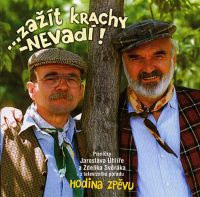 ...ZAŽÍT KRACHY
-NEVADÍ!
Písničky
Jaroslava Uhlíře
a Zdeňka Svěráka
z televizního pořadu
HODINA ZPĚVU